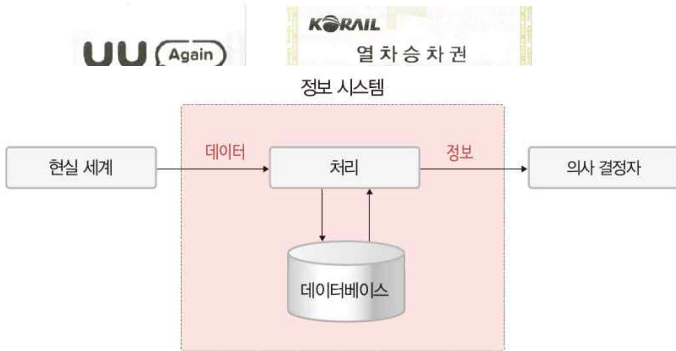 KORAIL
UU Again
열차승차권
정보 시스템
데이터
정보
현실 세계
처리
의사 결정자
데이터베이스